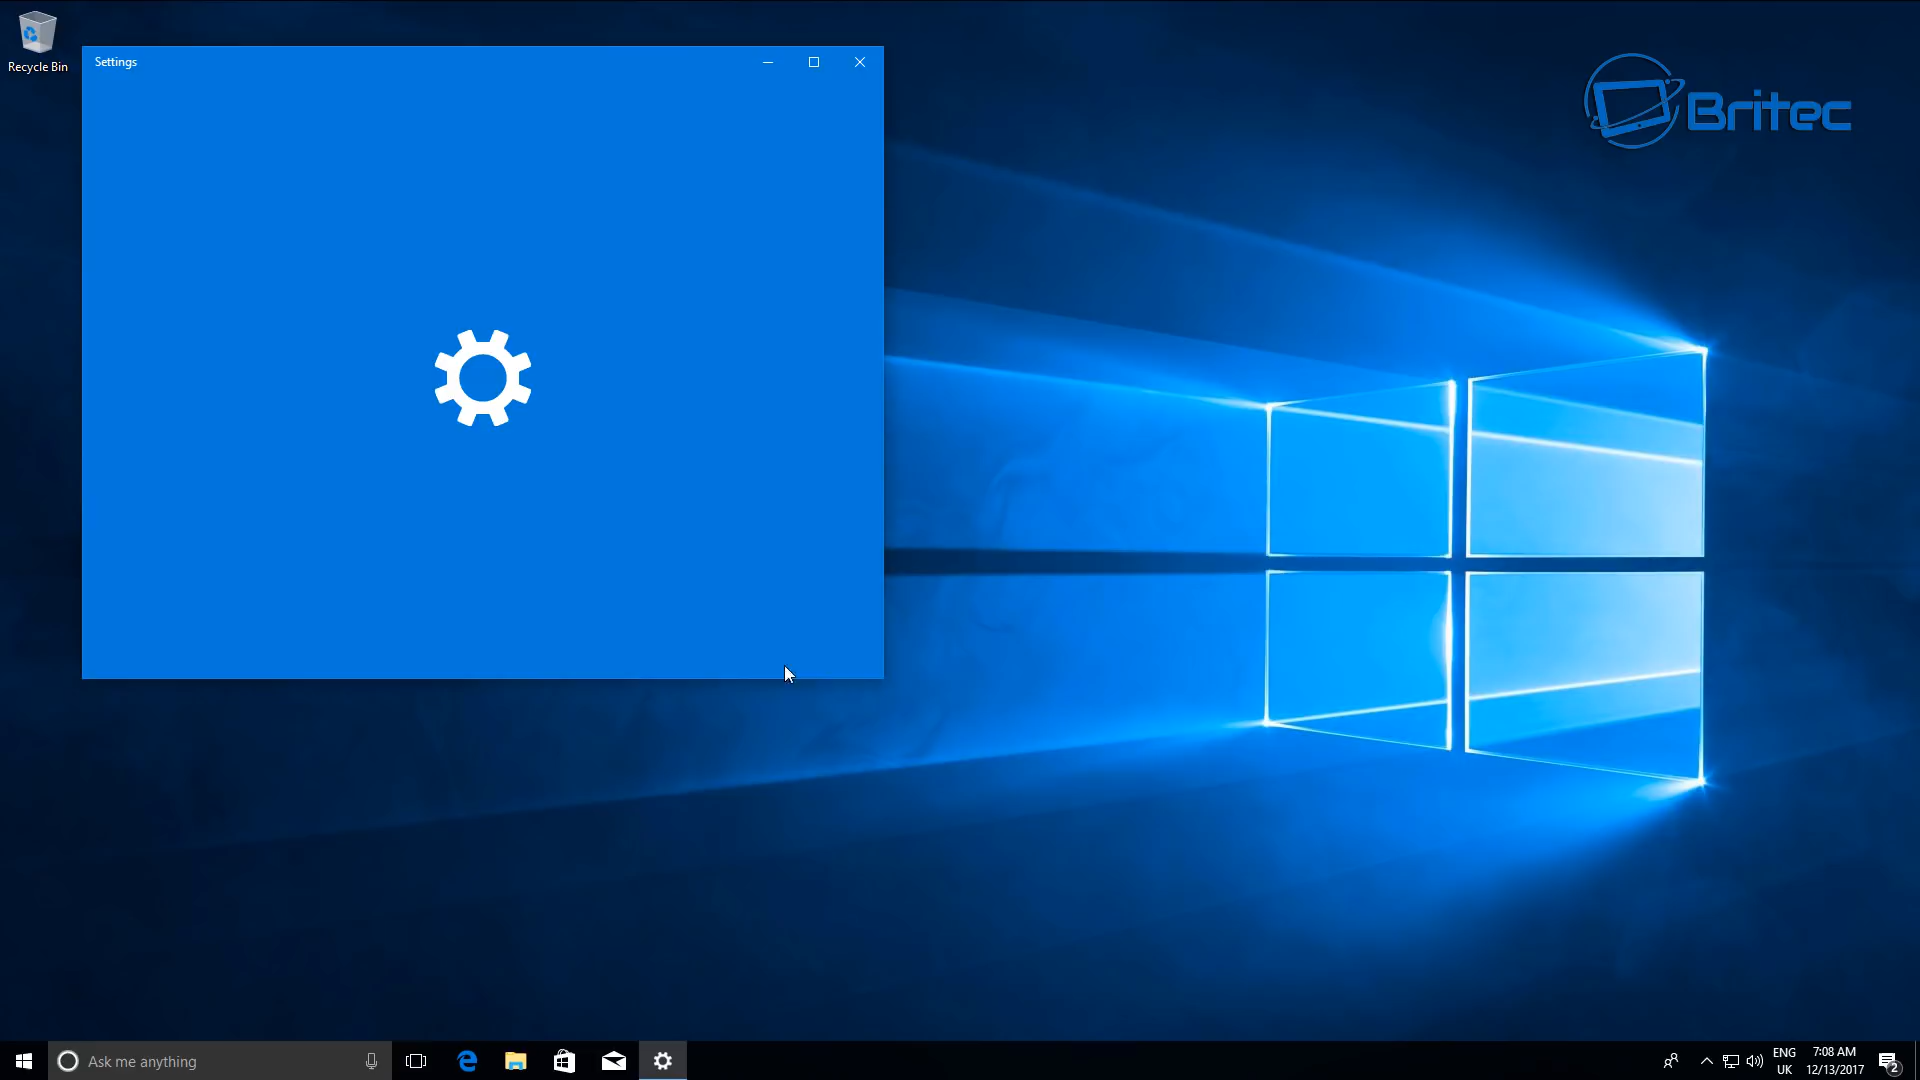 Recycle Bin
Settings
Britec
Ask me anything
ENG
UK
7:08 AM
12/13/2017
2